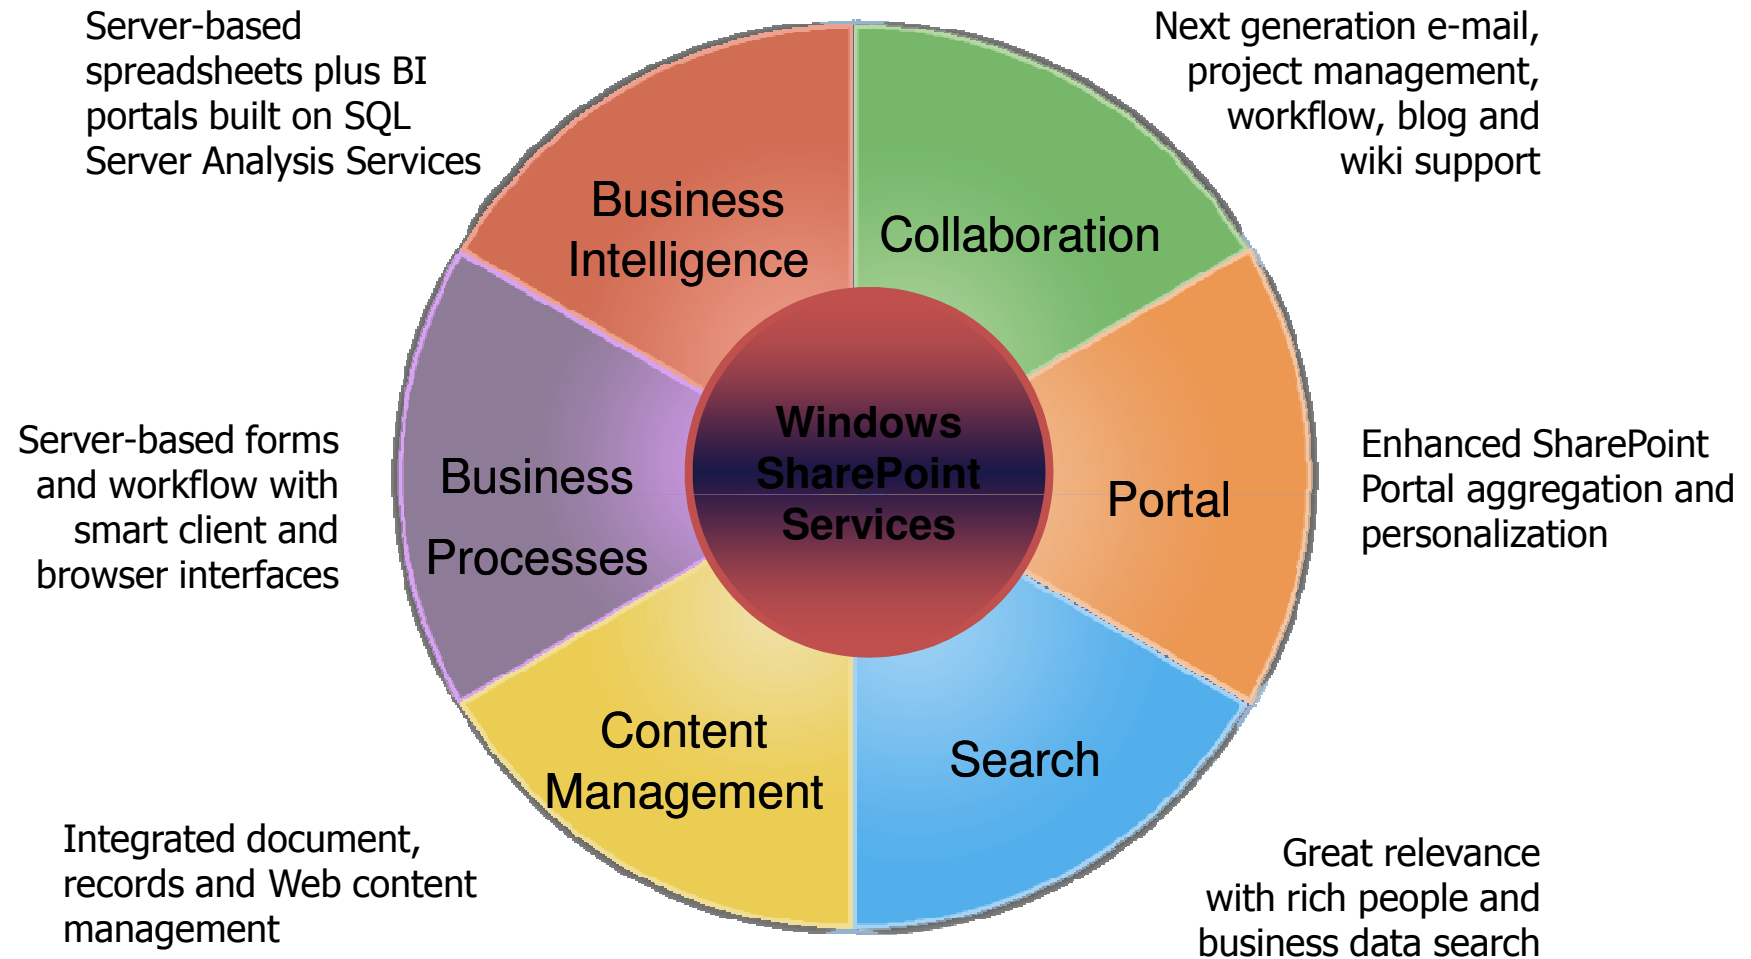 Server-based
spreadsheets plus BI
portals built on SQL
Server Analysis Services
Next generation e-mail,
project management,
workflow, blog and
wiki support
Business
Intelligence
Collaboration
Server-based forms
and workflow with
smart client and
browser interfaces
Business
Processes
Windows
SharePoint
Services
Portal
Enhanced SharePoint
Portal aggregation and
personalization
Content
Management
Search
Integrated document,
records and Web content
management
Great relevance
with rich people and
business data search